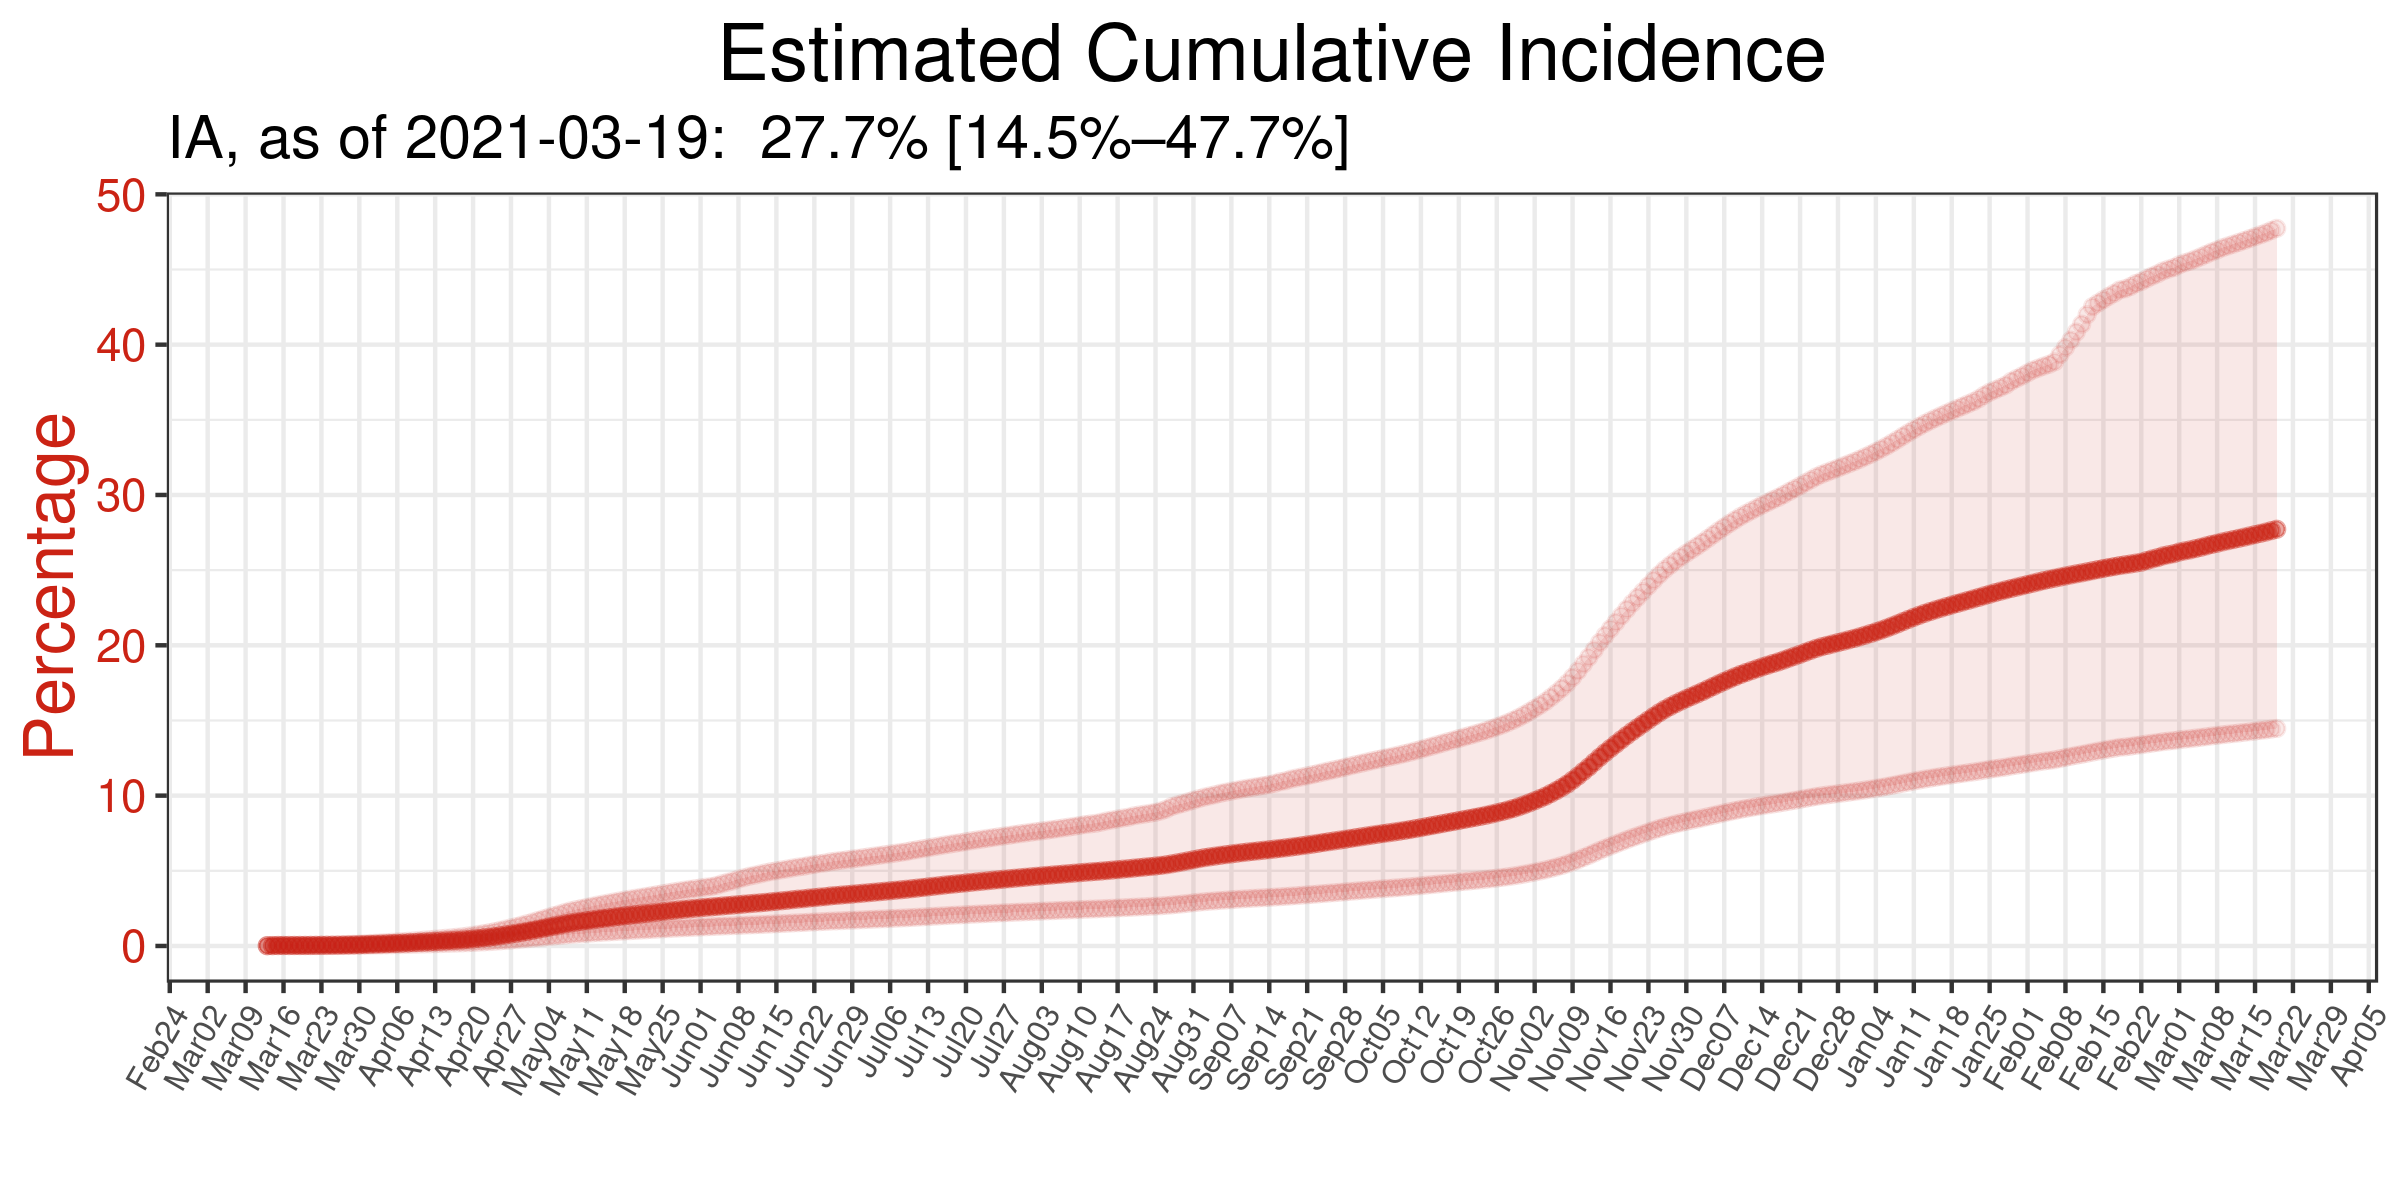 Estimated Cumulative Incidence
IA, as of 2021-03-19:  27.7% [14.5%–47.7%]
Percentage
50
40
30
20
10
0
Feb24
Mar02
Mar09
Mar16
Mar23
Mar30
Apr06
Apr13
Apr20
Apr27
May04
May11
May18
May25
Jun01
Jun08
Jun15
Jun22
Jun29
Jul06
Jul13
Jul20
Jul27
Aug03
Aug10
Aug17
Aug24
Aug31
Sep07
Sep14
Sep21
Sep28
Oct05
Oct12
Oct19
Oct26
Nov02
Nov09
Nov16
Nov23
Nov30
Dec07
Dec14
Dec21
Dec28
Jan04
Jan11
Jan18
Jan25
Feb01
Feb08
Feb15
Feb22
Mar01
Mar08
Mar15
Mar22
Mar29
Apr05